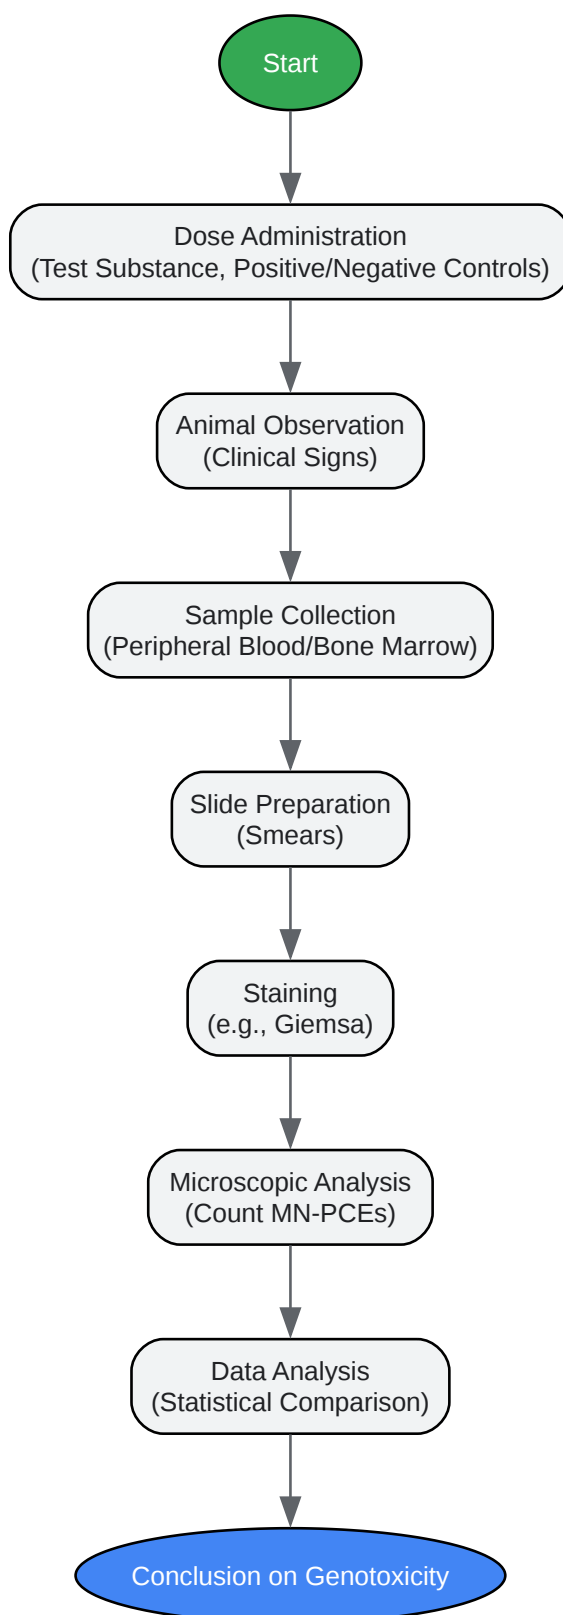 Start
Dose Administration
(Test Substance, Positive/Negative Controls)
Animal Observation
(Clinical Signs)
Sample Collection
(Peripheral Blood/Bone Marrow)
Slide Preparation
(Smears)
Staining
(e.g., Giemsa)
Microscopic Analysis
(Count MN-PCEs)
Data Analysis
(Statistical Comparison)
Conclusion on Genotoxicity